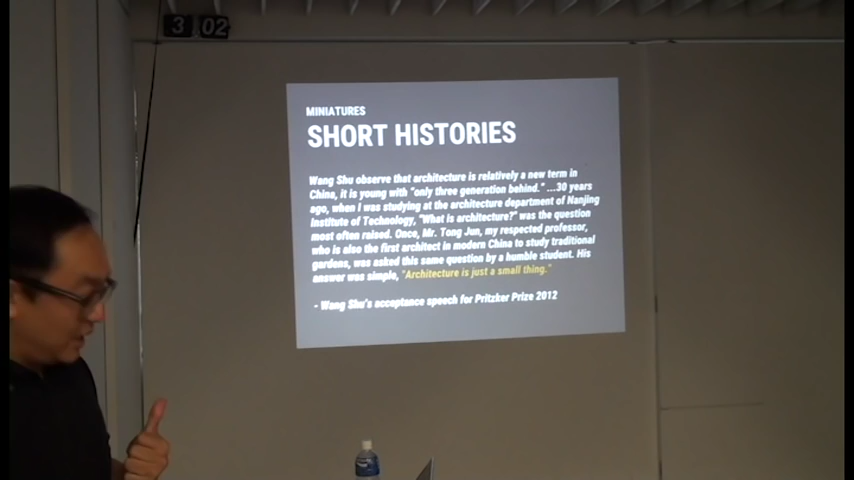 3 .02
MINIATURES
SHORT HISTORIES
Wang Shu observe that architecture is relatively a new term in
China, it is young with "only three generation behind." ...30 years
ago, when I was studying at the architecture department of Nanjing
Institute of Technology, "What is architecture?" was the question
most often raised. Once, Mr. Tong Jun, my respected professor,
who is also the first architect in modern China to study traditional
gardens, was asked this same question by a humble student. His
answer was simple, "Architecture is just a small thing."
- Wang Shu's acceptance speech for Pritzker Prize 2012